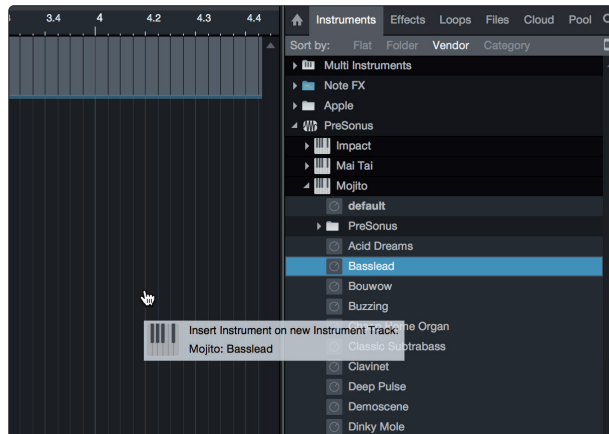 3.4 4 4.2 4.3 4.4
Instruments Effects Loops Files Cloud Pool
Sort by: Flat Folder Vendor Category
Multi Instruments
Note FX
Apple
PreSonus
Impact
Mai Tai
Mojito
default
PreSonus
Acid Dreams
Basslead
Bouwow
Buzzing
Insert Instrument on new Instrument Track:
Home Organ
Mojito: Basslead
Classic Subtrabass
Clavinet
Deep Pulse
Demoscene
Dinky Mole